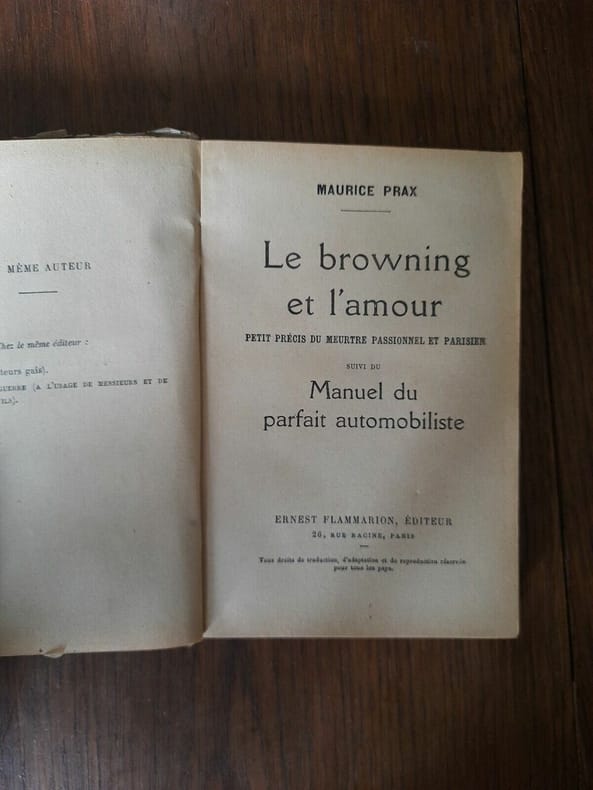 MÊME AUTEUR
Chez le même éditeur :
teurs gais).
GUERRE (A L'USAGE DE MESSIEURS ET DE
ILS).
MAURICE PRAX
Le browning
et l'amour
PETIT PRÉCIS DU MEURTRE PASSIONNEL ET PARISIEN
SUIVI DU
Manuel du
parfait automobiliste
ERNEST FLAMMARION, ÉDITEUR
26, RUE RACINE, PARIS
Tous droits de traduction, d'adaptation et de reproduction réservés
pour tous les pays.